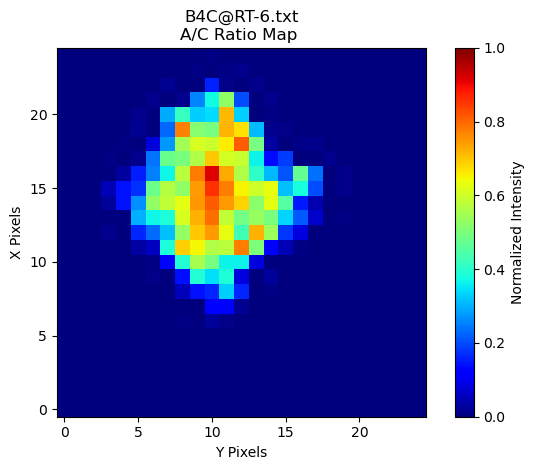 B4C@RT-6.txt
A/C Ratio Map
1.0
0.8
0.6
0.4
0.2
0.0
Normalized Intensity
20
15
10
5
0
X Pixels
0 5 10 15 20
Y Pixels